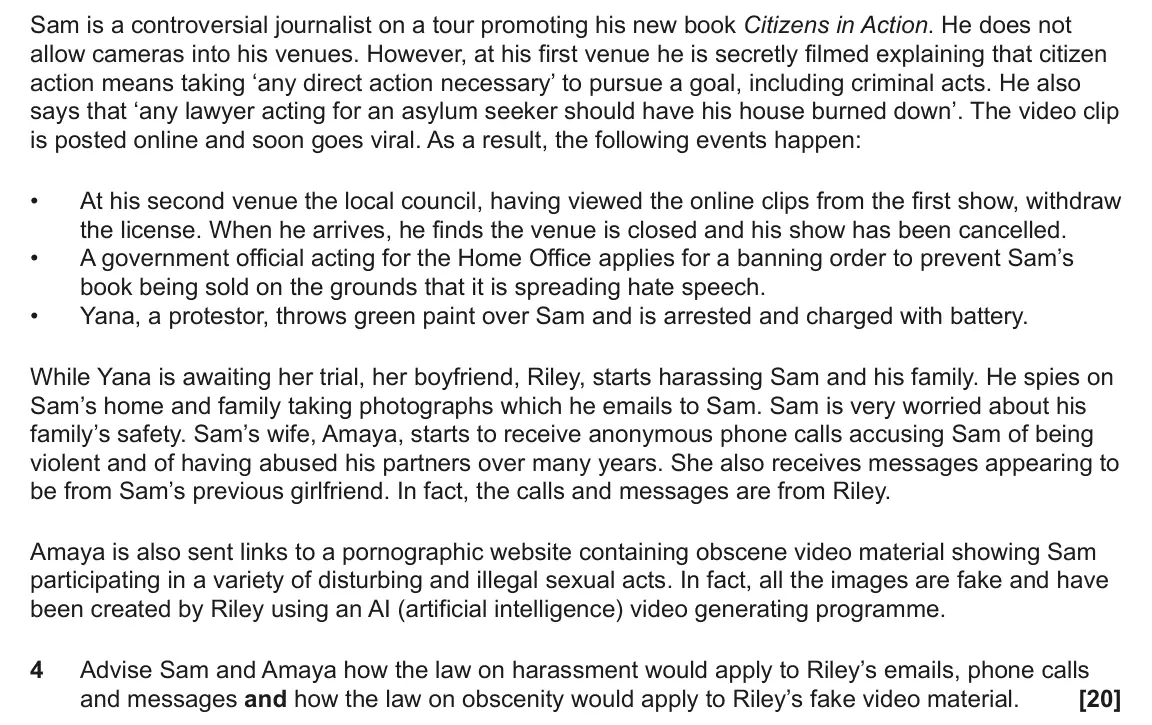 Sam is a controversial journalist on a tour promoting his new book Citizens in Action. He does not
allow cameras into his venues. However, at his first venue he is secretly filmed explaining that citizen
action means taking ‘any direct action necessary’ to pursue a goal, including criminal acts. He also
says that ‘any lawyer acting for an asylum seeker should have his house burned down’. The video clip
is posted online and soon goes viral. As a result, the following events happen:
• At his second venue the local council, having viewed the online clips from the first show, withdraw
the license. When he arrives, he finds the venue is closed and his show has been cancelled.
• A government official acting for the Home Office applies for a banning order to prevent Sam’s
book being sold on the grounds that it is spreading hate speech.
• Yana, a protestor, throws green paint over Sam and is arrested and charged with battery.
While Yana is awaiting her trial, her boyfriend, Riley, starts harassing Sam and his family. He spies on
Sam’s home and family taking photographs which he emails to Sam. Sam is very worried about his
family’s safety. Sam’s wife, Amaya, starts to receive anonymous phone calls accusing Sam of being
violent and of having abused his partners over many years. She also receives messages appearing to
be from Sam’s previous girlfriend. In fact, the calls and messages are from Riley.
Amaya is also sent links to a pornographic website containing obscene video material showing Sam
participating in a variety of disturbing and illegal sexual acts. In fact, all the images are fake and have
been created by Riley using an AI (artificial intelligence) video generating programme.
4 Advise Sam and Amaya how the law on harassment would apply to Riley’s emails, phone calls
and messages and how the law on obscenity would apply to Riley’s fake video material. [20]